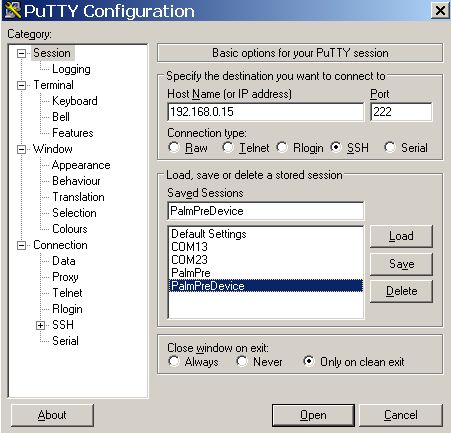 PuTTY Configuration
Category:
Session
Logging
Terminal
Keyboard
Bell
Features
Window
Appearance
Behaviour
Translation
Selection
Colours
Connection
Data
Proxy
Telnet
Rlogin
SSH
Serial
Basic options for your PuTTY session
Specify the destination you want to connect to
Host Name (or IP address) Port
192.168.0.15 222
Connection type:
Raw Telnet Rlogin SSH Serial
Load, save or delete a stored session
Saved Sessions
PalmPreDevice
Default Settings
COM13
COM23
PalmPre
PalmPreDevice
Load
Save
Delete
Close window on exit:
Always Never Only on clean exit
About Open Cancel